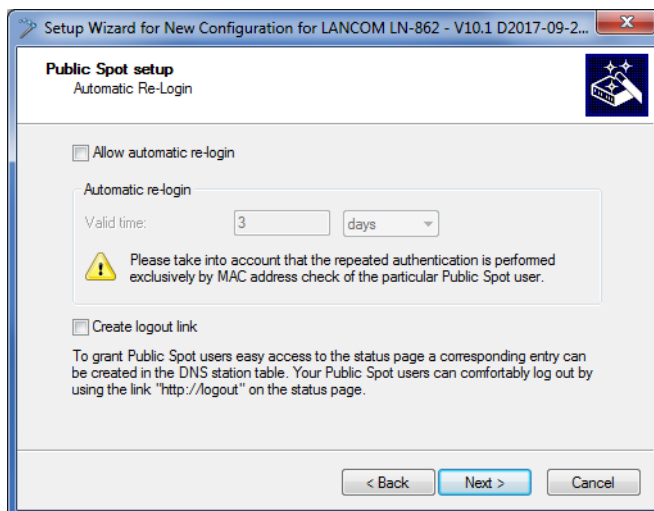 Setup Wizard for New Configuration for LANCOM LN-862 - V10.1 D2017-09-2...
Public Spot setup
Automatic Re-Login
Allow automatic re-login
Automatic re-login
Valid time:
3
days
Please take into account that the repeated authentication is performed
exclusively by MAC address check of the particular Public Spot user.
Create logout link
To grant Public Spot users easy access to the status page a corresponding entry can
be created in the DNS station table. Your Public Spot users can comfortably log out by
using the link "http://logout" on the status page.
< Back
Next >
Cancel